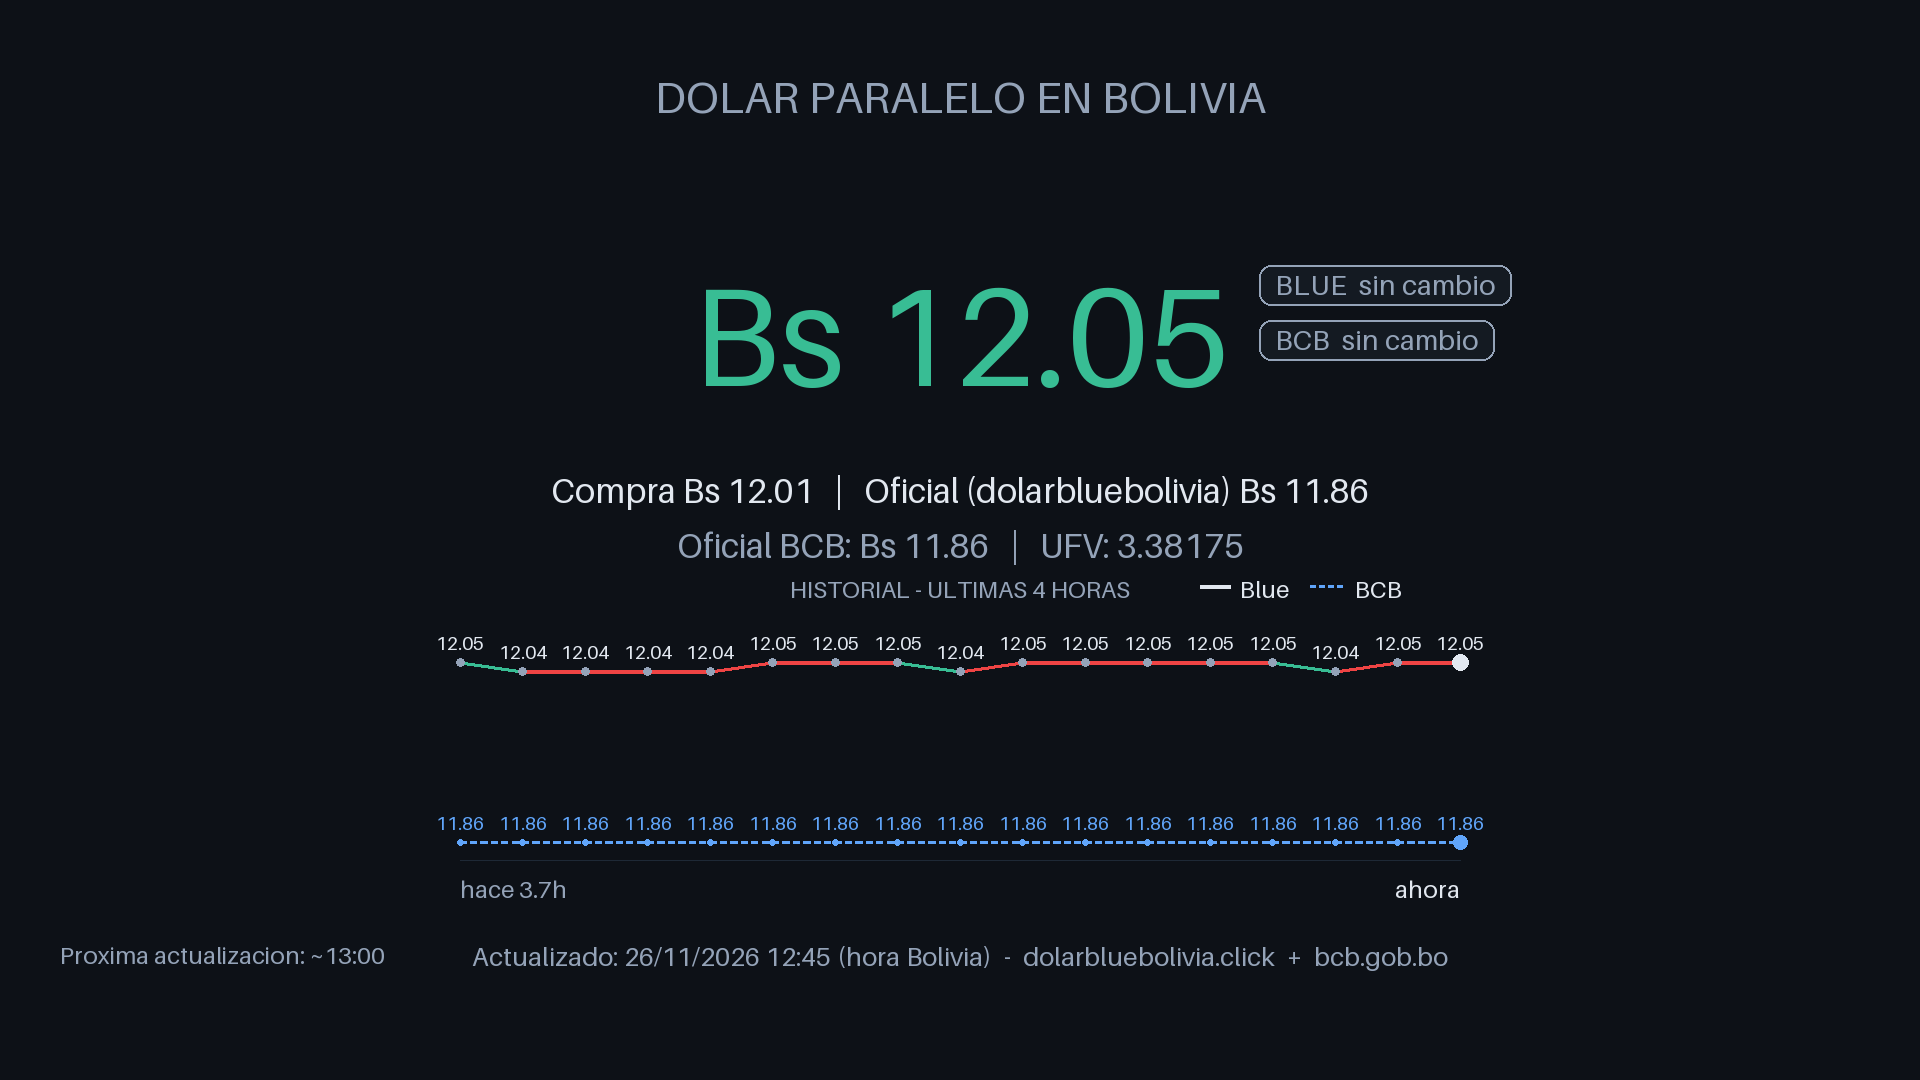 DOLAR PARALELO EN BOLIVIA
Bs 12.05
BLUE sin cambio
BCB sin cambio
Compra Bs 12.01 | Oficial (dolarbluebolivia) Bs 11.86
Oficial BCB: Bs 11.86 | UFV: 3.38175
HISTORIAL - ULTIMAS 4 HORAS
Blue
BCB
12.05 12.04 12.04 12.04 12.04 12.05 12.05 12.05 12.04 12.05 12.05 12.05 12.05 12.05 12.04 12.05 12.05
11.86 11.86 11.86 11.86 11.86 11.86 11.86 11.86 11.86 11.86 11.86 11.86 11.86 11.86 11.86 11.86 11.86
hace 3.7h
ahora
Proxima actualizacion: ~13:00
Actualizado: 26/11/2026 12:45 (hora Bolivia) - dolarbluebolivia.click + bcb.gob.bo